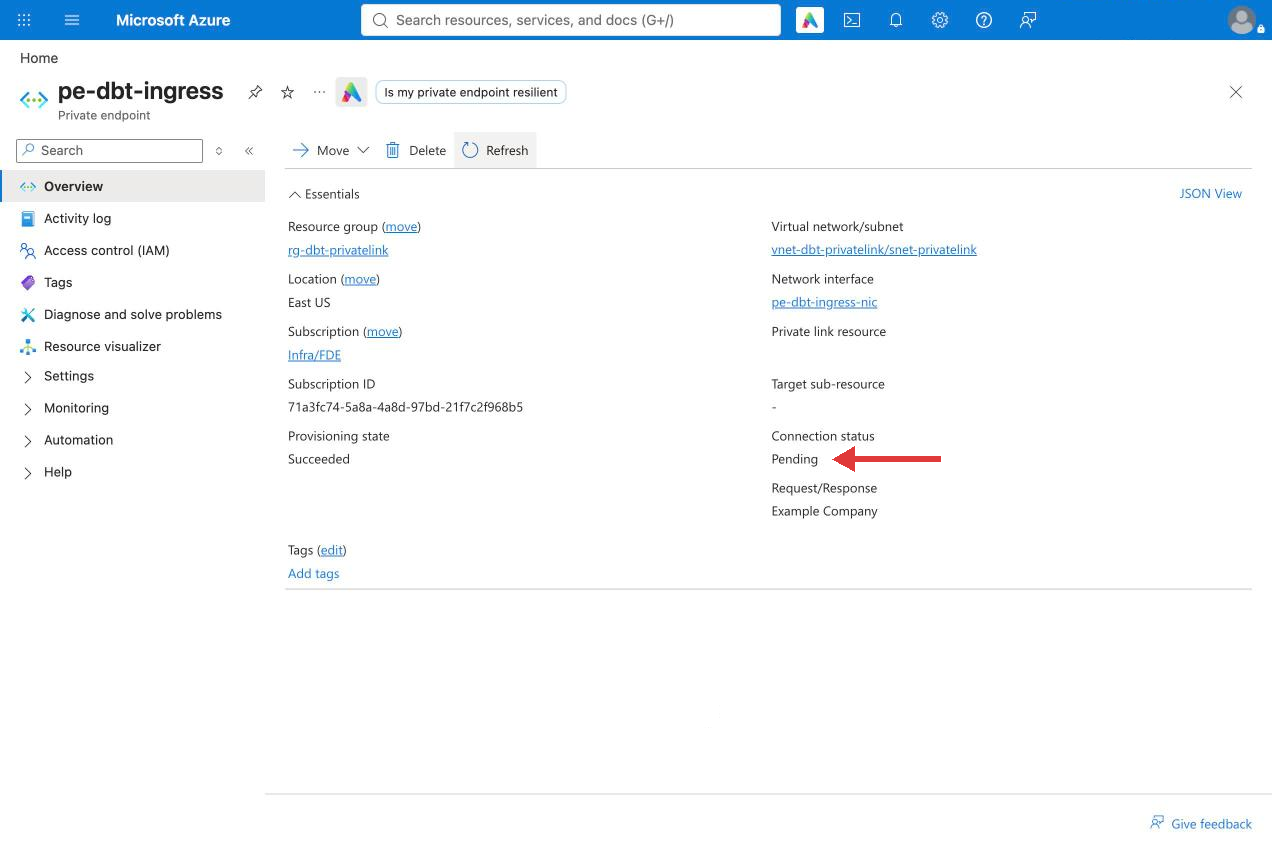 Microsoft Azure
Search resources, services, and docs (G+/)
Home
pe-dbt-ingress
Is my private endpoint resilient
Private endpoint
Search
Move
Delete
Refresh
Overview
Activity log
Access control (IAM)
Tags
Diagnose and solve problems
Resource visualizer
Settings
Monitoring
Automation
Help
Essentials
JSON View
Resource group (move)
rg-dbt-privatelink
Location (move)
East US
Subscription (move)
Infra/FDE
Subscription ID
71a3fc74-5a8a-4a8d-97bd-21f7c2f968b5
Provisioning state
Succeeded
Virtual network/subnet
vnet-dbt-privatelink/snet-privatelink
Network interface
pe-dbt-ingress-nic
Private link resource
Target sub-resource
-
Connection status
Pending
Request/Response
Example Company
Tags (edit)
Add tags
Give feedback